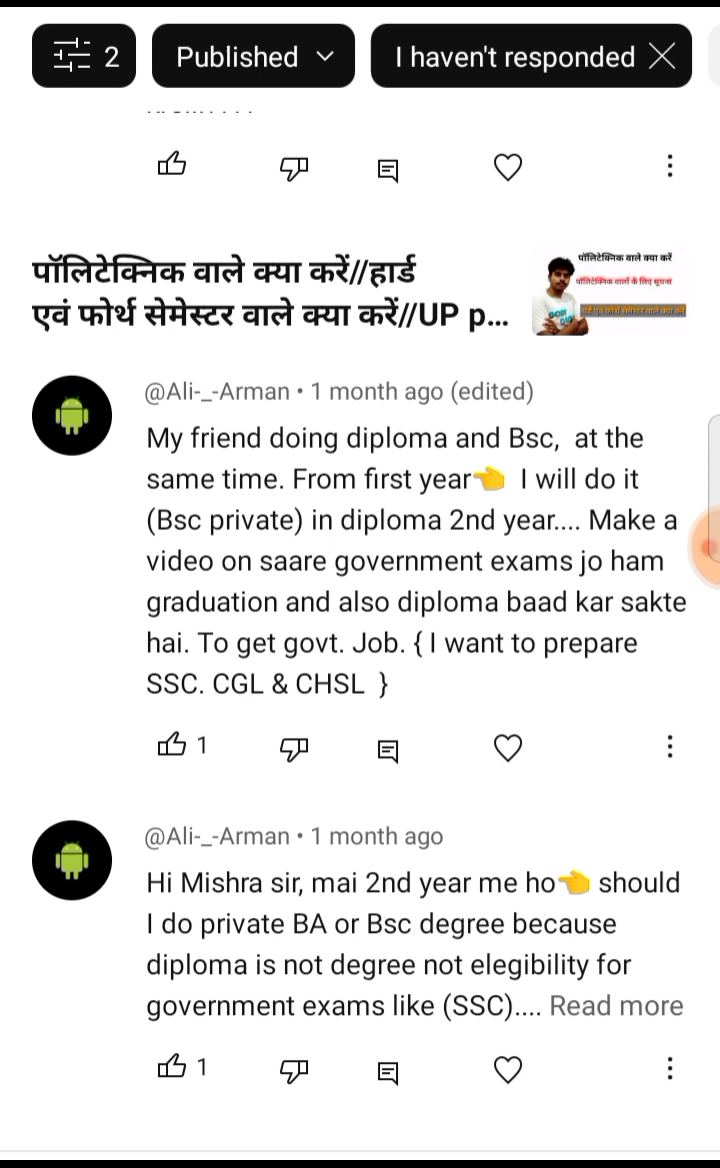 2 Published I haven't responded
पॉलिटेक्निक वाले क्या करें//हार्ड
एवं फोर्थ सेमेस्टर वाले क्या करें//UP p...
पॉलिटेक्निक वाले क्या करें
पॉलिटेक्निक वालों के लिए सूचना
@Ali-_-Arman • 1 month ago (edited)
My friend doing diploma and Bsc, at the
same time. From first year👈 I will do it
(Bsc private) in diploma 2nd year.... Make a
video on saare government exams jo ham
graduation and also diploma baad kar sakte
hai. To get govt. Job. { I want to prepare
SSC. CGL & CHSL }
1
@Ali-_-Arman • 1 month ago
Hi Mishra sir, mai 2nd year me ho👈 should
I do private BA or Bsc degree because
diploma is not degree not elegibility for
government exams like (SSC).... Read more
1